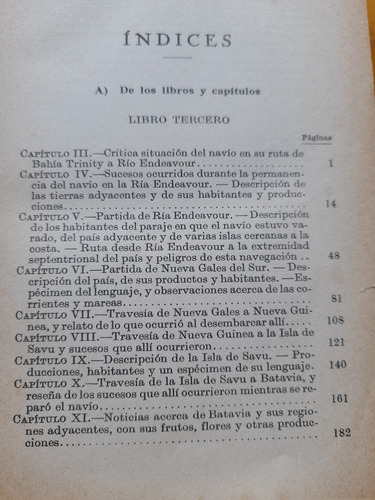 ÍNDICES
A) De los libros y capítulos
LIBRO TERCERO
Páginas
CAPÍTULO III.—Crítica situación del navío en su ruta de
Bahía Trinity a Río Endeavour. 1
CAPÍTULO IV.—Sucesos ocurridos durante la permanen-
cia del navío en la Ría Endeavour. — Descripción de
las tierras adyacentes y de sus habitantes y produc-
ciones 14
CAPÍTULO V.—Partida de Ría Endeavour. — Descripción
de los habitantes del paraje en que el navío estuvo va-
rado, del país adyacente y de varias islas cercanas a la
costa. — Ruta desde Ría Endeavour a la extremidad
septentrional del país y peligros de esta navegación .. 48
CAPÍTULO VI.—Partida de Nueva Gales del Sur. — Des-
cripción del país, de sus productos y habitantes. — Es-
pécimen del lenguaje, y observaciones acerca de las co-
rrientes y mareas 81
CAPÍTULO VII.—Travesía de Nueva Gales a Nueva Gui-
nea, y relato de lo que ocurrió al desembarcar allí. 108
CAPÍTULO VIII.—Travesía de Nueva Guinea a la Isla de
Savu y sucesos que allí ocurrieron 121
CAPÍTULO IX.—Descripción de la Isla de Savu. — Pro-
ducciones, habitantes y un espécimen de su lenguaje. 140
CAPÍTULO X.—Travesía de la Isla de Savu a Batavia, y
reseña de los sucesos que allí ocurrieron mientras se re-
paró el navío. 161
CAPÍTULO XI.—Noticias acerca de Batavia y sus regio-
nes adyacentes, con sus frutos, flores y otras produc-
ciones 182